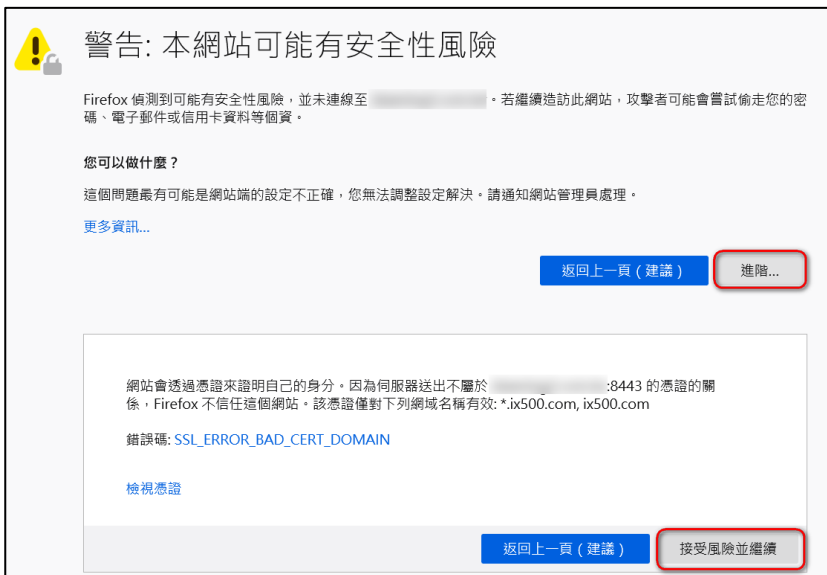 警告: 本網站可能有安全性風險
Firefox 偵測到可能有安全性風險，並未連線至 。若繼續造訪此網站，攻擊者可能會嘗試偷走您的密
碼、電子郵件或信用卡資料等個資。
您可以做什麼？
這個問題最有可能是網站端的設定不正確，您無法調整設定解決。請通知網站管理員處理。
更多資訊...
返回上一頁（建議） 進階...
網站會透過憑證來證明自己的身分。因為伺服器送出不屬於 :8443 的憑證的關
係，Firefox 不信任這個網站。該憑證僅對下列網域名稱有效: *.ix500.com, ix500.com
錯誤碼: SSL_ERROR_BAD_CERT_DOMAIN
檢視憑證
返回上一頁（建議） 接受風險並繼續